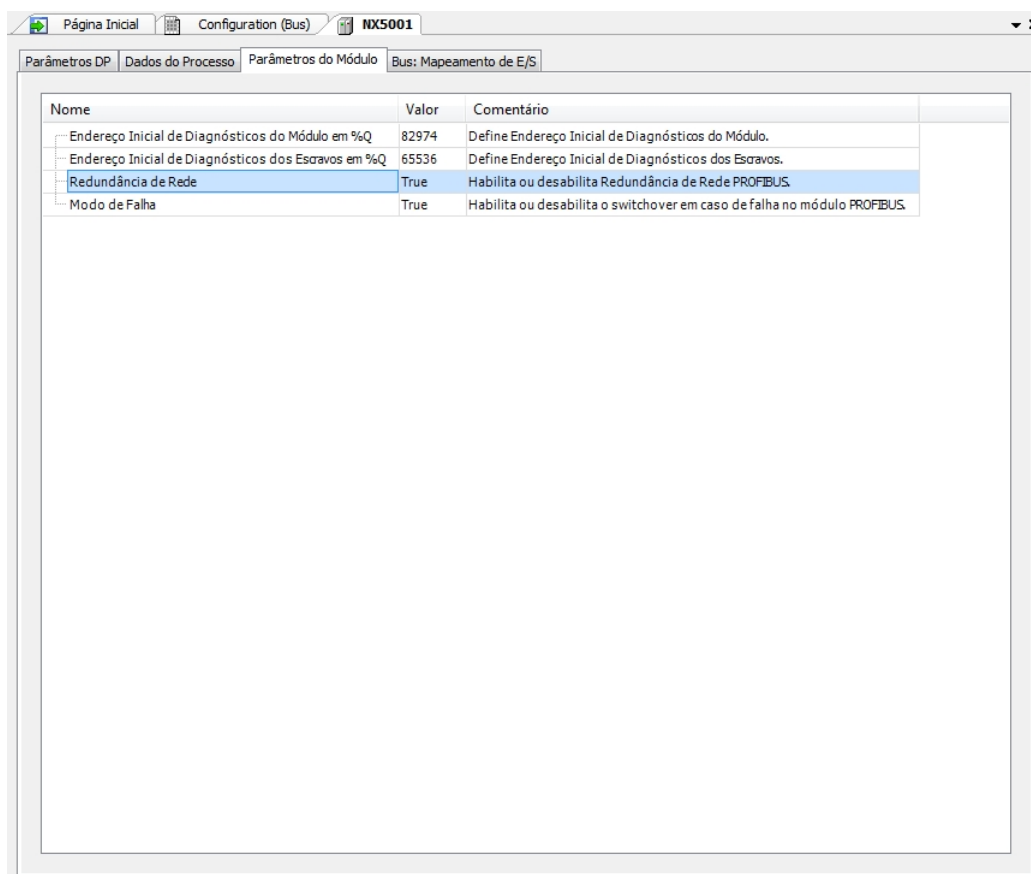 Página Inicial Configuration (Bus) NX5001
Parâmetros DP Dados do Processo Parâmetros do Módulo Bus: Mapeamento de E/S
Nome Valor Comentário
Endereço Inicial de Diagnósticos do Módulo em %Q 82974 Define Endereço Inicial de Diagnósticos do Módulo.
Endereço Inicial de Diagnósticos dos Escravos em %Q 65536 Define Endereço Inicial de Diagnósticos dos Escravos.
Redundância de Rede True Habilita ou desabilita Redundância de Rede PROFIBUS.
Modo de Falha True Habilita ou desabilita o switchover em caso de falha no módulo PROFIBUS.